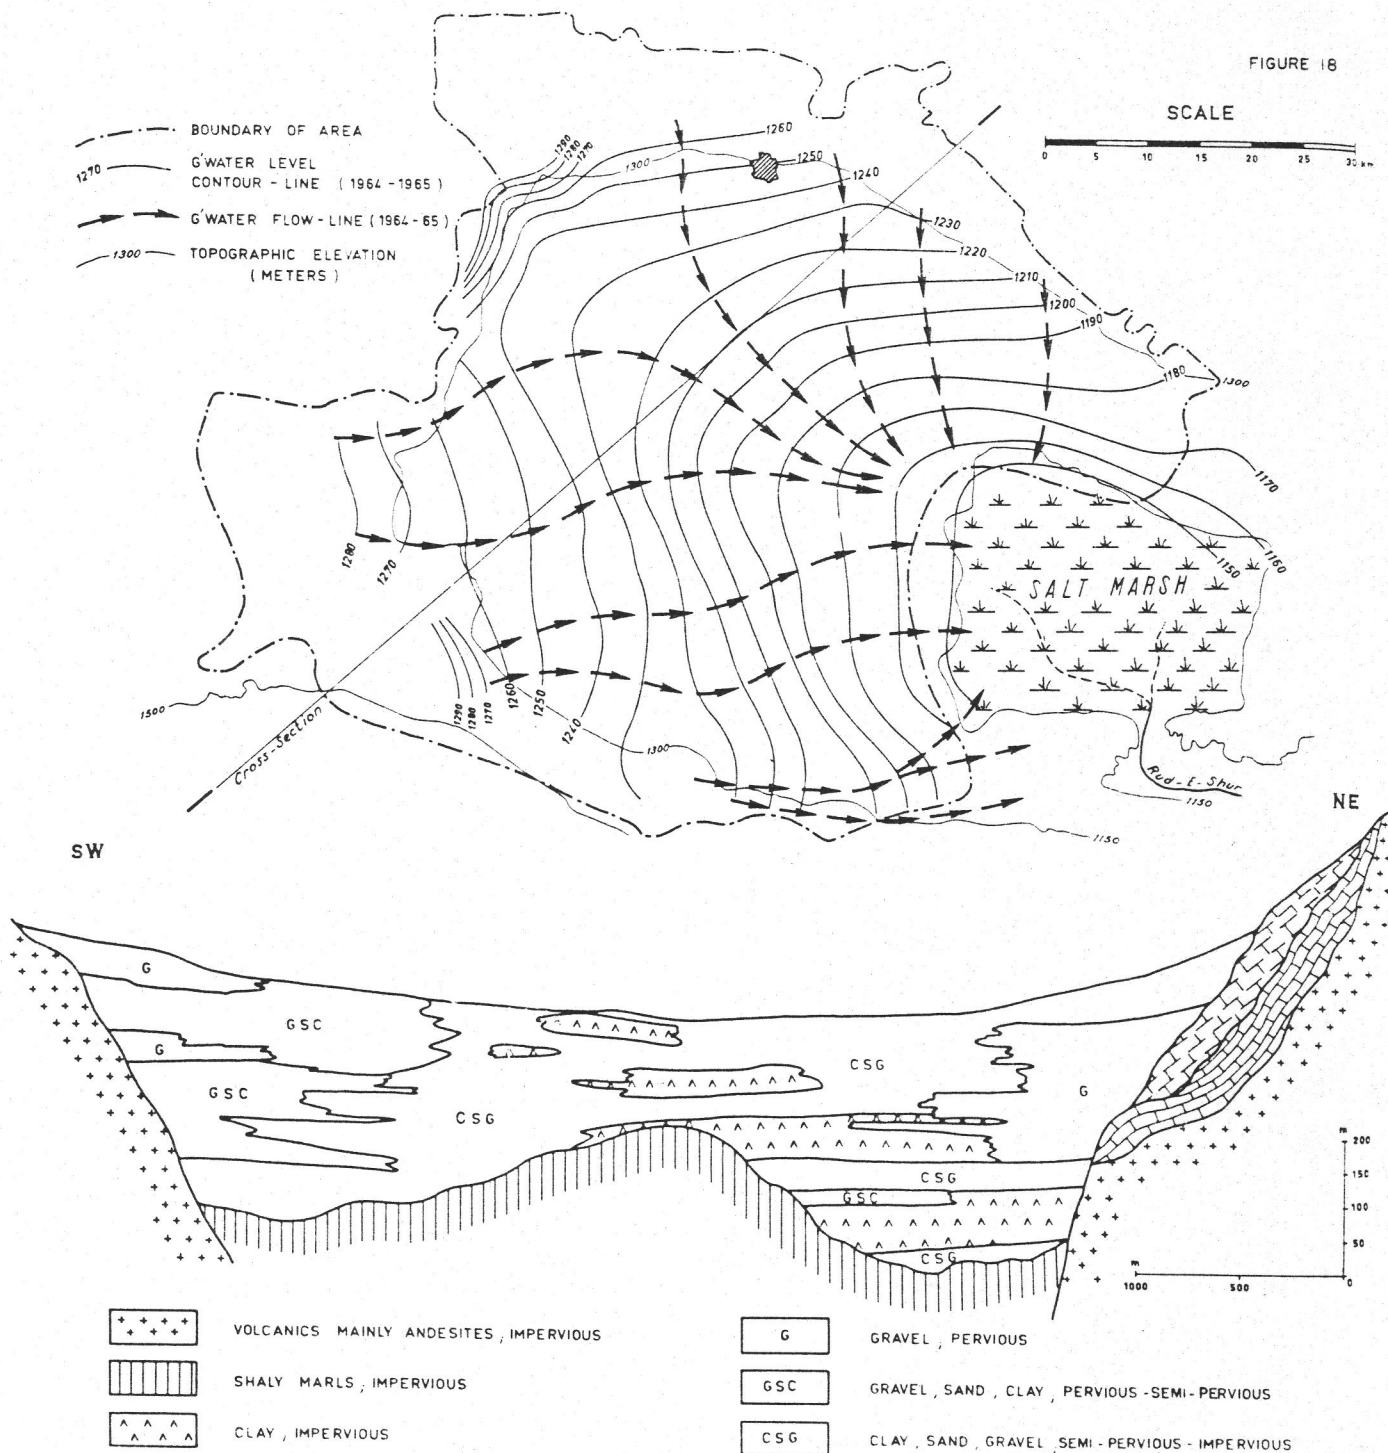 FIGURE 18
SCALE
0 5 10 15 20 25 30 km
BOUNDARY OF AREA
1270
G'WATER LEVEL
CONTOUR-LINE (1964-1965)
G'WATER FLOW-LINE (1964-65)
1300
TOPOGRAPHIC ELEVATION
(METERS)
1290
1280
1270
1300
1260
1250
1240
1230
1220
1210
1200
1190
1180
1300
1170
1160
1150
1280
1270
SALT MARSH
1290
1280
1270
1260
1250
1240
1300
1500
Cross-Section
Rud-E-Shur
1150
1150
SW
NE
G
GSC
G
GSC
CSG
CSG
G
CSG
GSC
CSG
m
200
150
100
50
0
m
1000
500
VOLCANICS MAINLY ANDESITES, IMPERVIOUS
SHALY MARLS, IMPERVIOUS
CLAY, IMPERVIOUS
G
GRAVEL, PERVIOUS
GSC
GRAVEL, SAND, CLAY, PERVIOUS-SEMI-PERVIOUS
CSG
CLAY, SAND, GRAVEL, SEMI-PERVIOUS-IMPERVIOUS